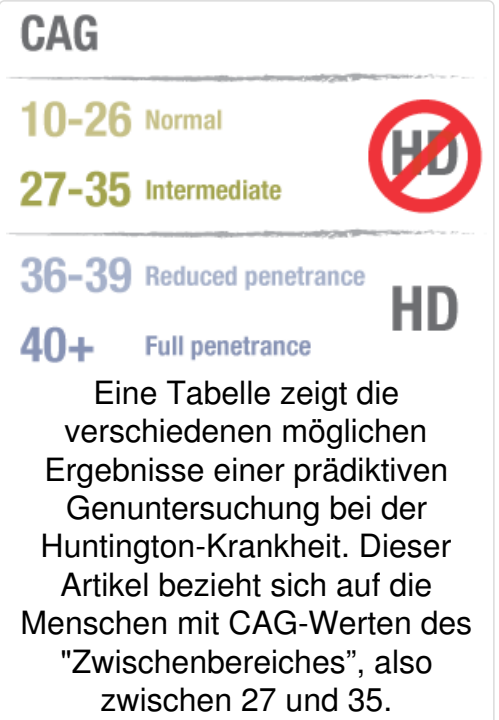 CAG
10-26 Normal
HD
27-35 Intermediate
36-39 Reduced penetrance
HD
40+ Full penetrance
Eine Tabelle zeigt die
verschiedenen möglichen
Ergebnisse einer prädiktiven
Genuntersuchung bei der
Huntington-Krankheit. Dieser
Artikel bezieht sich auf die
Menschen mit CAG-Werten des
"Zwischenbereiches”, also
zwischen 27 und 35.